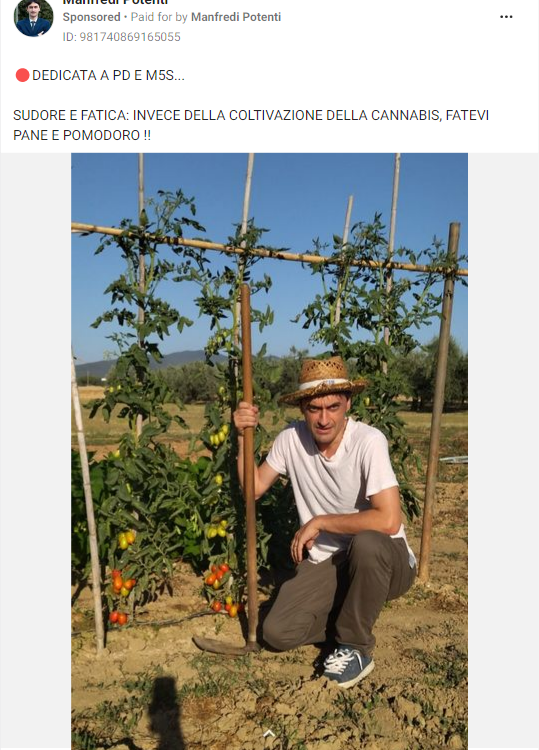 Manfredi Potenti
Sponsored • Paid for by Manfredi Potenti
ID: 981740869165055
🔴DEDICATA A PD E M5S...
SUDORE E FATICA: INVECE DELLA COLTIVAZIONE DELLA CANNABIS, FATEVI
PANE E POMODORO !!